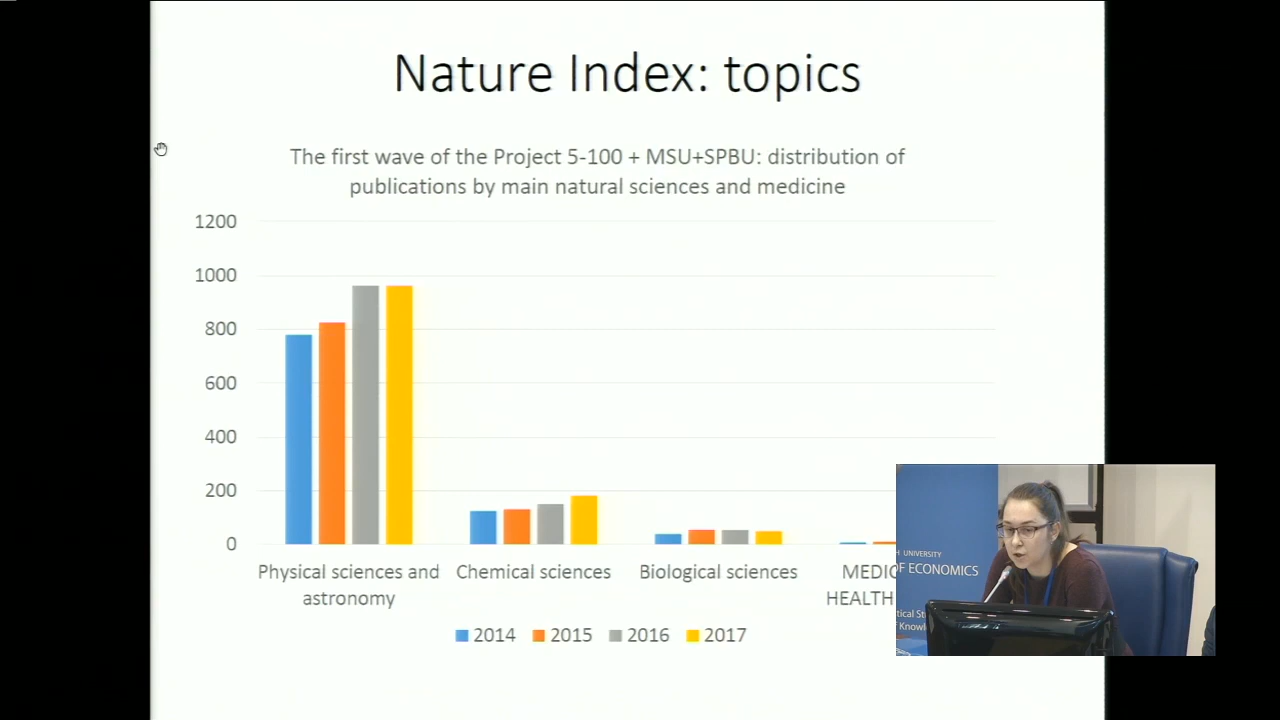 Nature Index: topics
The first wave of the Project 5-100 + MSU+SPBU: distribution of
publications by main natural sciences and medicine
1200
1000
800
600
400
200
0
Physical sciences and
astronomy
Chemical sciences
Biological sciences
HEALTH
2014
2015
2016
2017
UNIVERSITY
OF ECONOMICS